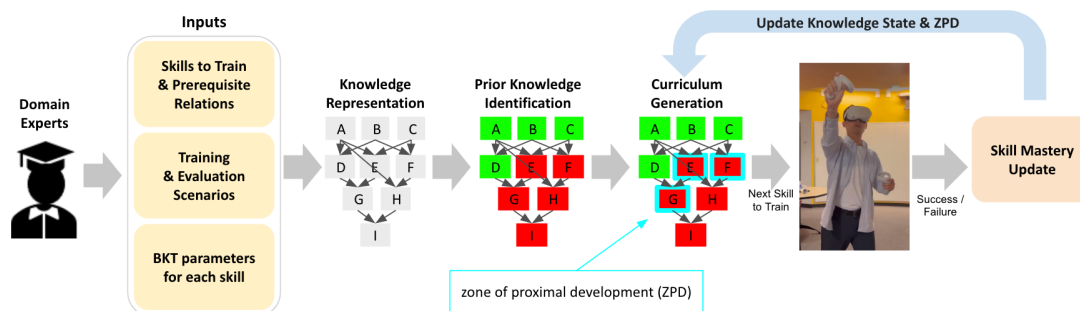 Update Knowledge State & ZPD
Inputs
Domain
Experts
Skills to Train
& Prerequisite
Relations
Training
& Evaluation
Scenarios
BKT parameters
for each skill
Knowledge
Representation
A B C
D E F
G H
I
Prior Knowledge
Identification
A B C
D E F
G H
I
Curriculum
Generation
A B C
D E F
G H
I
zone of proximal development (ZPD)
Next Skill
to Train
Success /
Failure
Skill Mastery
Update